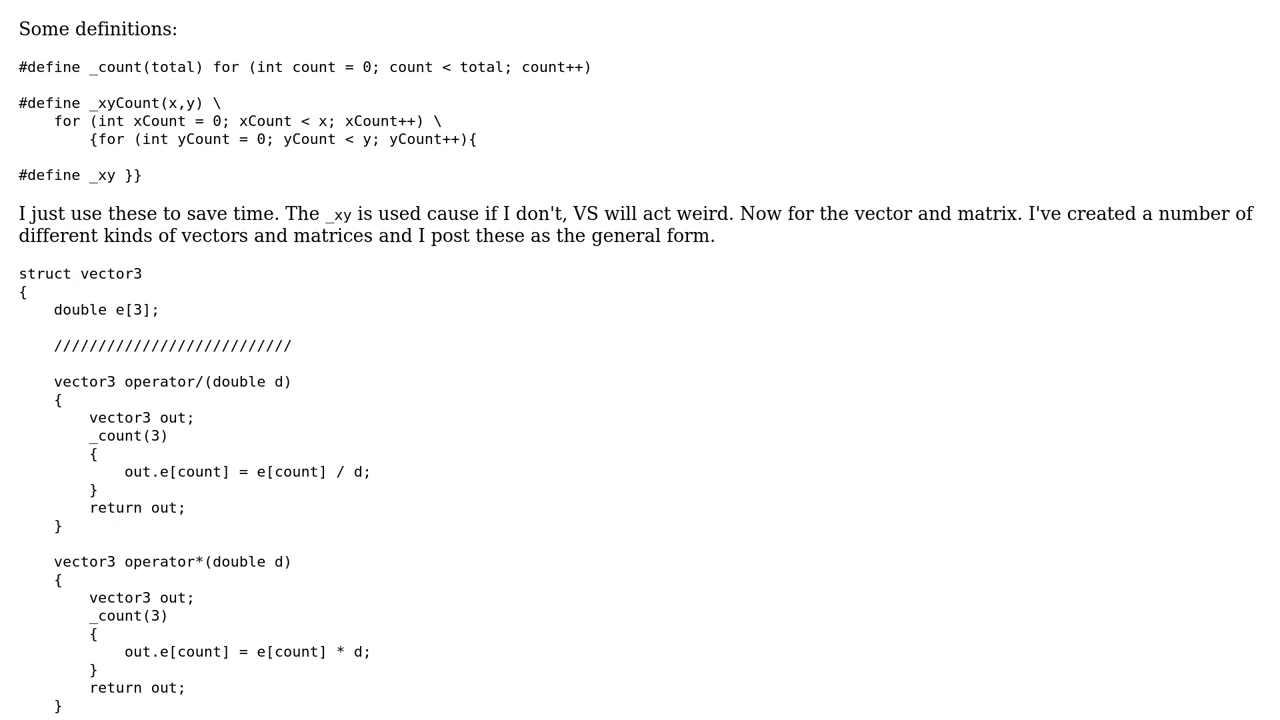 Some definitions:
#define _count(total) for (int count = 0; count < total; count++)
#define _xyCount(x,y) \
    for (int xCount = 0; xCount < x; xCount++) \
        {for (int yCount = 0; yCount < y; yCount++){
#define _xy }}
I just use these to save time. The _xy is used cause if I don't, VS will act weird. Now for the vector and matrix. I've created a number of
different kinds of vectors and matrices and I post these as the general form.
struct vector3
{
    double e[3];
    ///////////////////////////
    vector3 operator/(double d)
    {
        vector3 out;
        _count(3)
        {
            out.e[count] = e[count] / d;
        }
        return out;
    }
    vector3 operator*(double d)
    {
        vector3 out;
        _count(3)
        {
            out.e[count] = e[count] * d;
        }
        return out;
    }